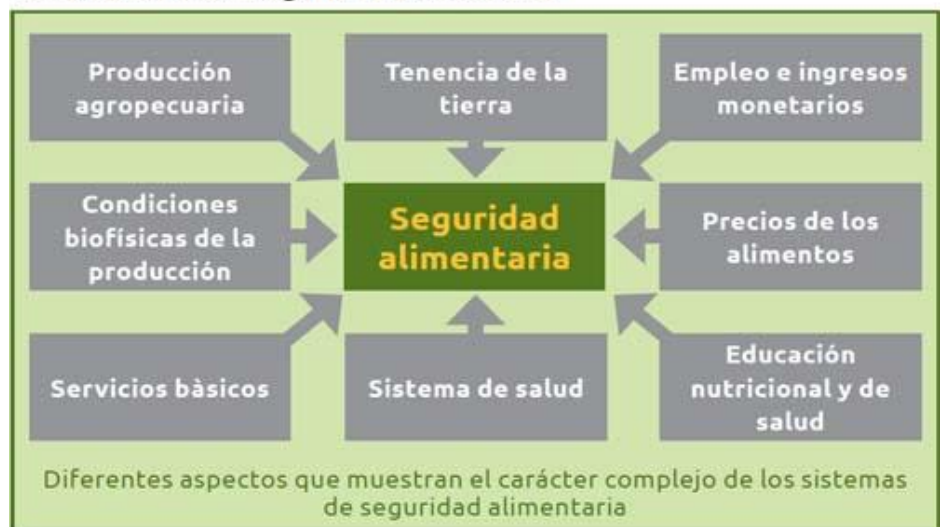 Producción
agropecuaria
Tenencia de la
tierra
Empleo e ingresos
monetarios
Condiciones
biofísicas de la
producción
Seguridad
alimentaria
Precios de los
alimentos
Servicios bàsicos
Sistema de salud
Educación
nutricional y de
salud
Diferentes aspectos que muestran el carácter complejo de los sistemas
de seguridad alimentaria